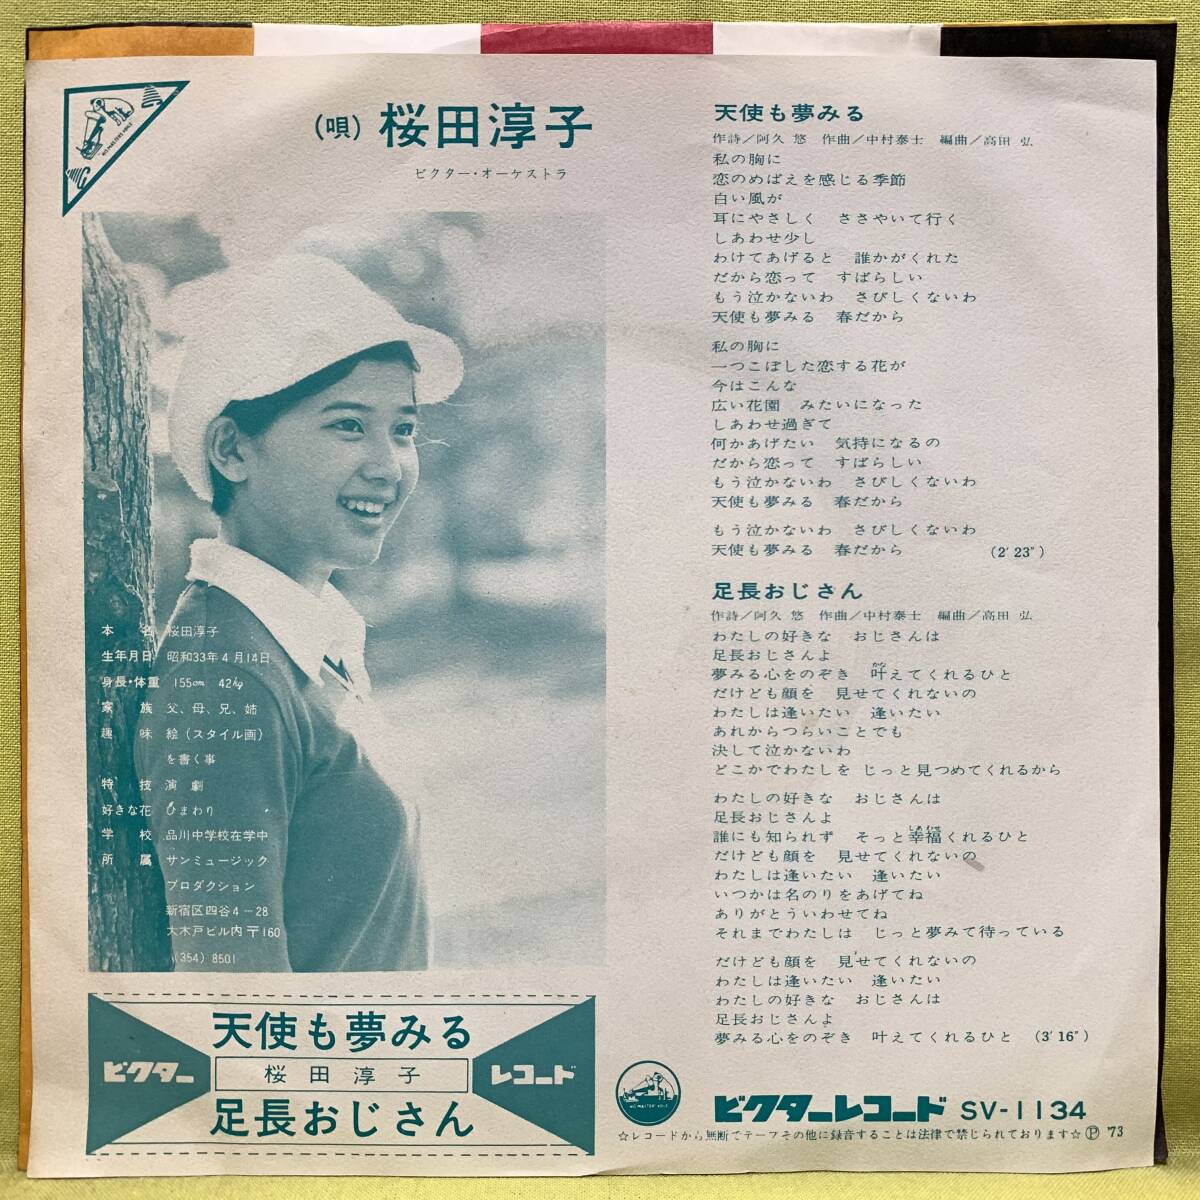 (唄) 桜田淳子
ビクター・オーケストラ
本名 桜田淳子
生年月日 昭和33年4月14日
身長・体重 155cm 42kg
家族 父、母、兄、姉
趣味 絵(スタイル画)
を書く事
特技 演劇
好きな花 ひまわり
学校 品川中学校在学中
所属 サンミュージック
プロダクション
新宿区四谷4-28
大木戸ビル内〒160
(354)8501
天使も夢みる
ビクター 桜田淳子 レコード
足長おじさん
天使も夢みる
作詩/阿久 悠 作曲/中村泰士 編曲/高田 弘
私の胸に
恋のめばえを感じる季節
白い風が
耳にやさしく ささやいて行く
しあわせ少し
わけてあげると 誰かがくれた
だから恋って すばらしい
もう泣かないわ さびしくないわ
天使も夢みる 春だから
私の胸に
一つこぼした恋する花が
今はこんな
広い花園 みたいになった
しあわせ過ぎて
何かあげたい 気持になるの
だから恋って すばらしい
もう泣かないわ さびしくないわ
天使も夢みる 春だから
もう泣かないわ さびしくないわ
天使も夢みる 春だから (2′23″)
足長おじさん
作詩/阿久 悠 作曲/中村泰士 編曲/高田 弘
わたしの好きな おじさんは
足長おじさんよ
夢みる心をのぞき 叶えてくれるひと
だけども顔を 見せてくれないの
わたしは逢いたい 逢いたい
あれからつらいことでも
決して泣かないわ
どこかでわたしを じっと見つめてくれるから
わたしの好きな おじさんは
足長おじさんよ
誰にも知られず そっと幸福くれるひと
だけども顔を 見せてくれないの
わたしは逢いたい 逢いたい
いつかは名のりをあげてね
ありがとういわせてね
それまでわたしは じっと夢みて待っている
だけども顔を 見せてくれないの
わたしは逢いたい 逢いたい
わたしの好きな おじさんは
足長おじさんよ
夢みる心をのぞき 叶えてくれるひと (3′16″)
"HIS MASTER'S VOICE" ビクターレコード SV-1134
☆レコードから無断でテープその他に録音することは法律で禁じられております☆Ⓟ '73